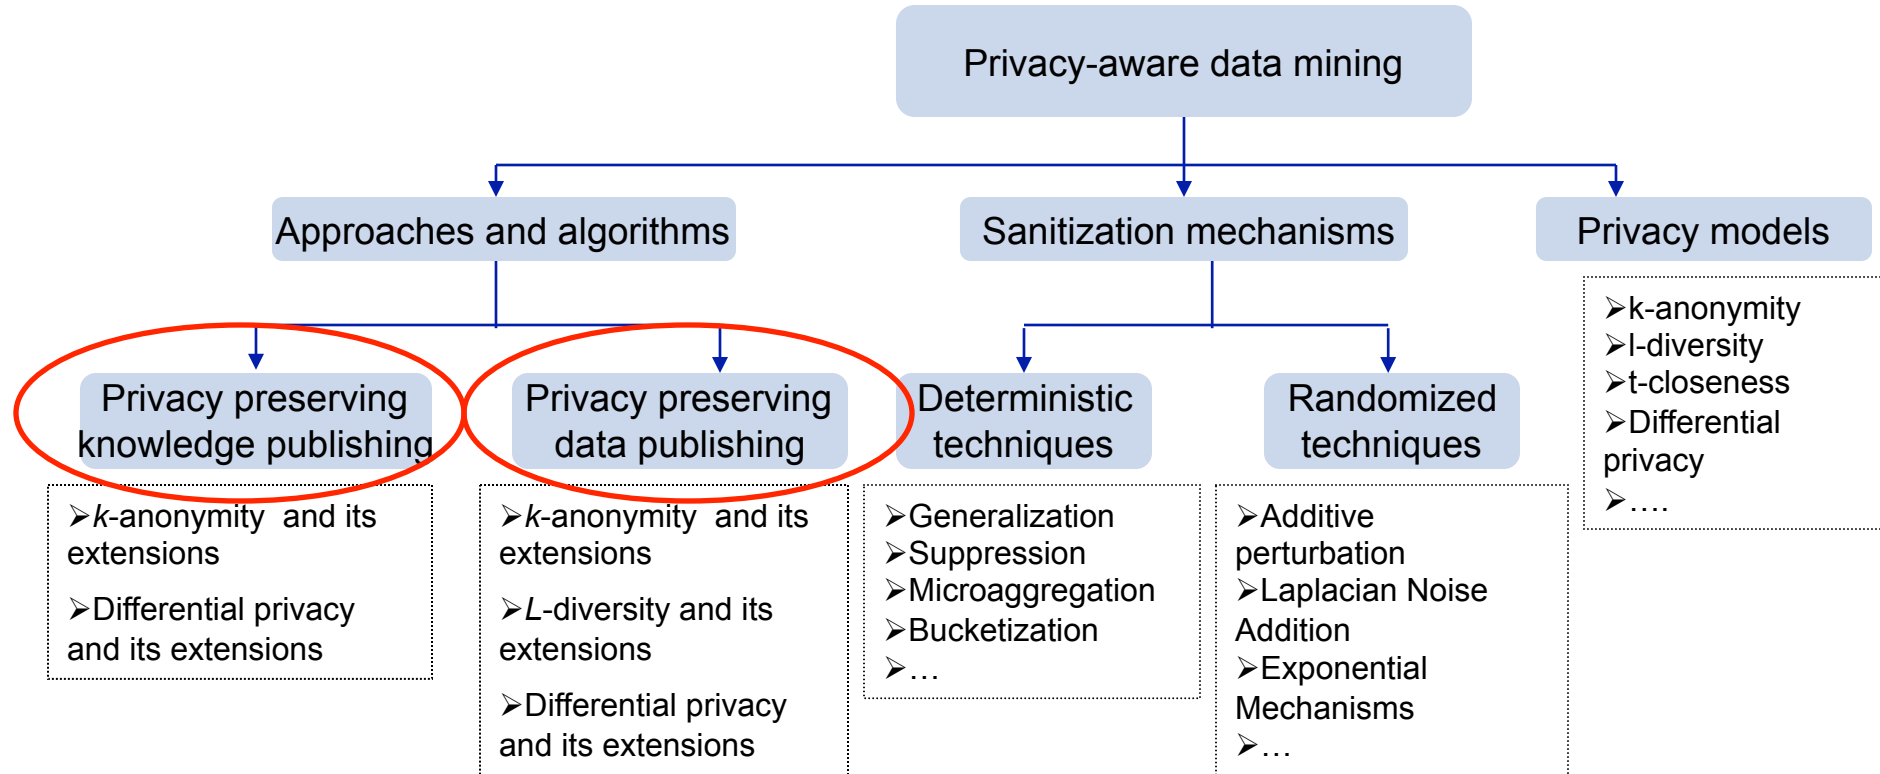 Privacy-aware data mining
Approaches and algorithms
Sanitization mechanisms
Privacy models
➢k-anonymity
➢l-diversity
➢t-closeness
➢Differential
privacy
➢….
Privacy preserving
knowledge publishing
Privacy preserving
data publishing
Deterministic
techniques
Randomized
techniques
➢k-anonymity and its
extensions
➢Differential privacy
and its extensions
➢k-anonymity and its
extensions
➢L-diversity and its
extensions
➢Differential privacy
and its extensions
➢Generalization
➢Suppression
➢Microaggregation
➢Bucketization
➢…
➢Additive
perturbation
➢Laplacian Noise
Addition
➢Exponential
Mechanisms
➢…